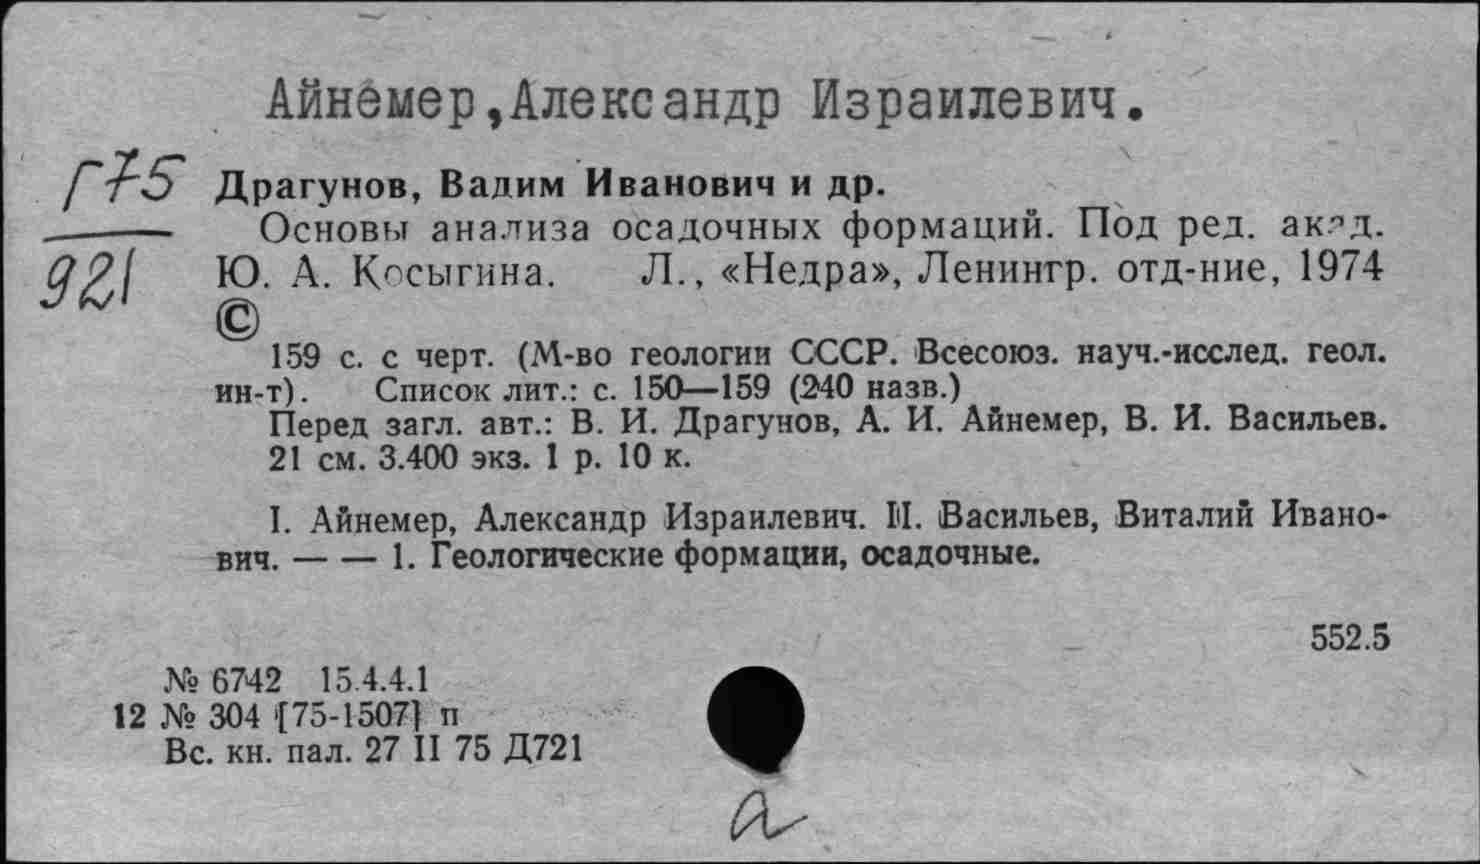 Айнемер,Александр Израилевич.
Г75
921
Драгунов, Вадим Иванович и др.
Основы анализа осадочных формаций. Под ред. акад.
Ю. А. Косыгина. Л., «Недра», Ленингр. отд-ние, 1974
©
159 с. с черт. (М-во геологии СССР. Всесоюз. науч.-исслед. геол.
ин-т). Список лит.: с. 150—159 (240 назв.)
Перед загл. авт.: В. И. Драгунов, А. И. Айнемер, В. И. Васильев.
21 см. 3.400 экз. 1 р. 10 к.
I. Айнемер, Александр Израилевич. II. Васильев, Виталий Ивано-
вич. — — 1. Геологические формации, осадочные.
552.5
№ 6742 15.4.4.1
12 № 304 [75-1507] п
Вс. кн. пал. 27 II 75 Д721
а